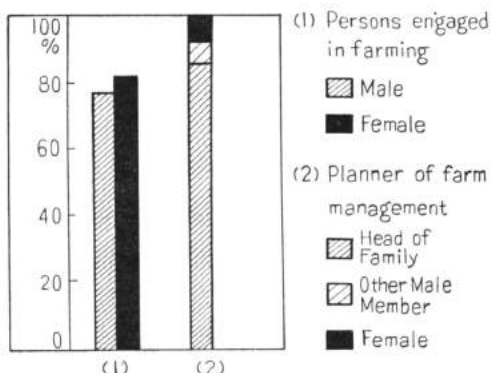 100
%
80
60
40
20
0
(1)
(2)
(1) Persons engaged
in farming
Male
Female
(2) Planner of farm
management
Head of
Family
Other Male
Member
Female